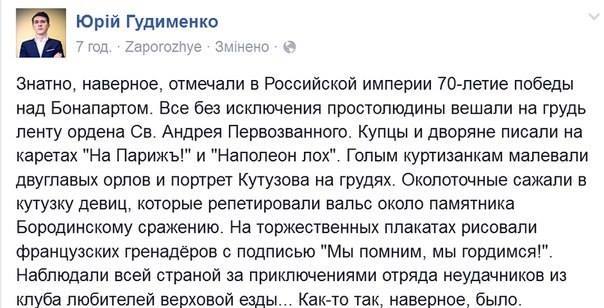 Юрій Гудименко
7 год. · Zaporozhye · Змінено ·
Знатно, наверное, отмечали в Российской империи 70-летие победы
над Бонапартом. Все без исключения простолюдины вешали на грудь
ленту ордена Св. Андрея Первозванного. Купцы и дворяне писали на
каретах "На Парижъ!" и "Наполеон лох". Голым куртизанкам малевали
двуглавых орлов и портрет Кутузова на грудях. Околоточные сажали в
кутузку девиц, которые репетировали вальс около памятника
Бородинскому сражению. На торжественных плакатах рисовали
французских гренадёров с подписью "Мы помним, мы гордимся!".
Наблюдали всей страной за приключениями отряда неудачников из
клуба любителей верховой езды... Как-то так, наверное, было.